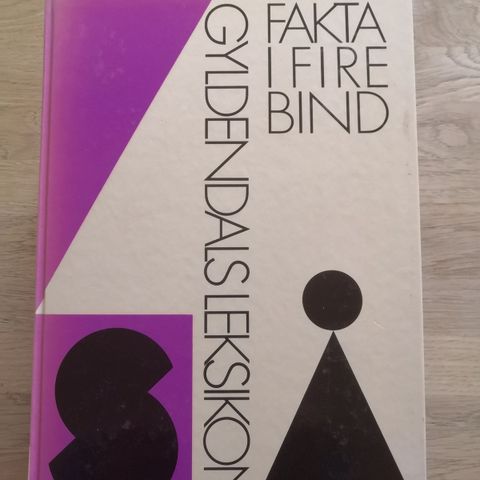 FAKTA
I FIRE
BIND
GYLDENDALS LEKSIKON
S
Å